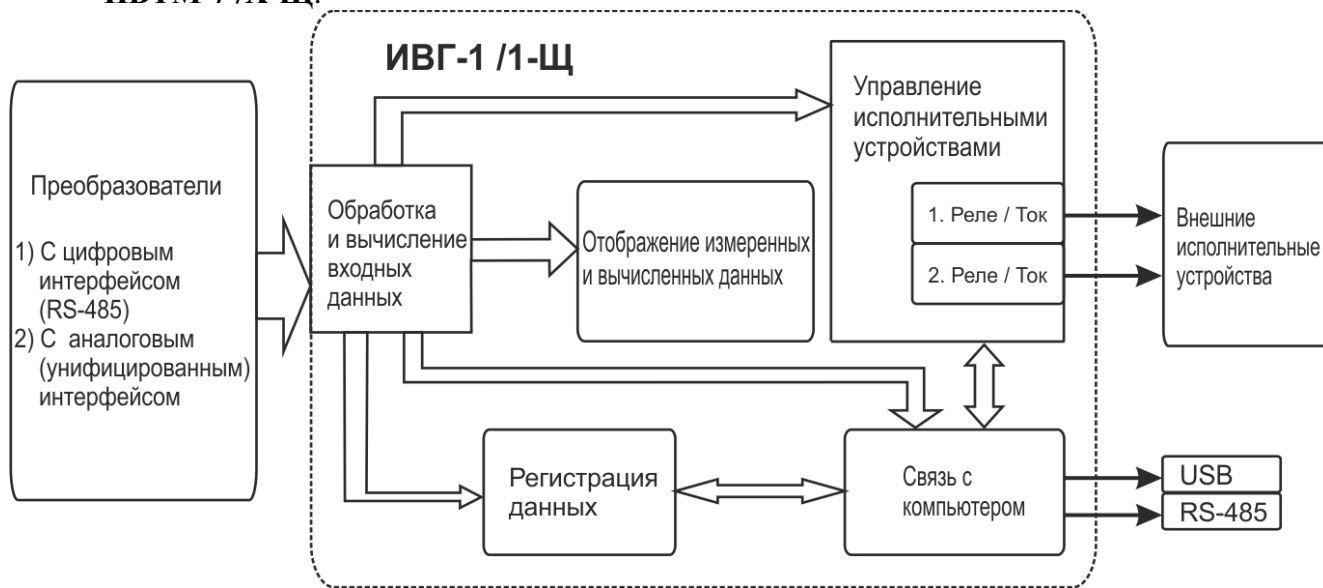 ИВГ-1 /1-Щ
Преобразователи
1) С цифровым
интерфейсом
(RS-485)
2) С аналоговым
(унифицированным)
интерфейсом
Обработка
и вычисление
входных
данных
Отображение измеренных
и вычисленных данных
Управление
исполнительными
устройствами
1. Реле / Ток
2. Реле / Ток
Внешние
исполнительные
устройства
Регистрация
данных
Связь с
компьютером
USB
RS-485